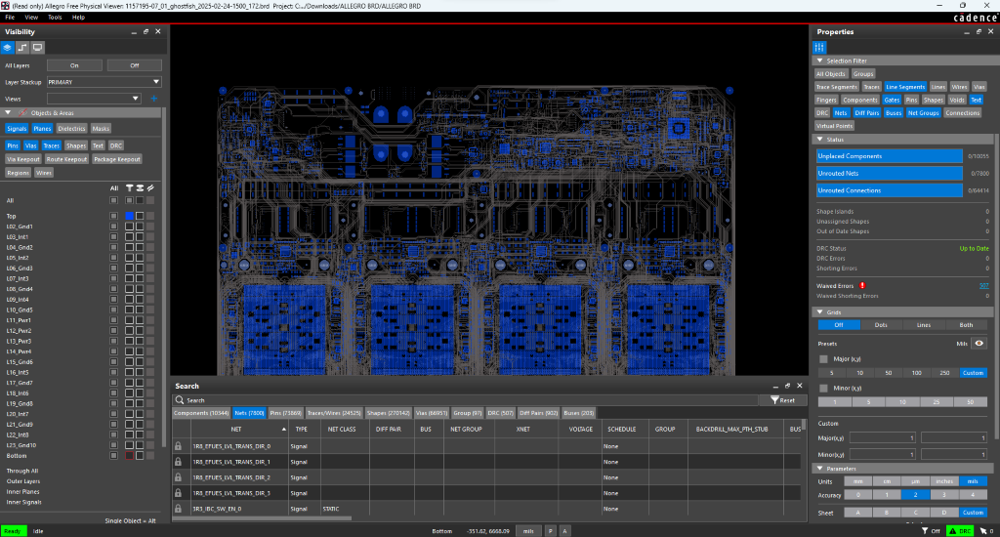 (Read only) Allegro Free Physical Viewer: 1157195-07_01_ghostfish_2025-02-24-1500_172.brd Project: C:.../Downloads/ALLEGRO BRD/ALLEGRO BRD
File View Tools Help
cadence
Visibility
All Layers On Off
Layer Stackup PRIMARY
Views
Objects & Areas
Signals Planes Dielectrics Masks
Pins Vias Traces Shapes Text DRC
Via Keepout Route Keepout Package Keepout
Regions Wires
All
All
Top
L02_Gnd1
L03_Int1
L04_Gnd2
L05_Int2
L06_Gnd3
L07_Int3
L08_Gnd4
L09_Int4
L10_Gnd5
L11_Pwr1
L12_Pwr2
L13_Pwr3
L14_Pwr4
L15_Gnd6
L16_Int5
L17_Gnd7
L18_Int6
L19_Gnd8
L20_Int7
L21_Gnd9
L22_Int8
L23_Gnd10
Bottom
Through All
Outer Layers
Inner Planes
Inner Signals
Single Object = Alt
Search
Search
Reset
Components (10344) Nets (7800) Pins (73869) Traces/Wires (24525) Shapes (270142) Vias (66951) Group (97) DRC (507) Diff Pairs (902) Buses (203)
NET TYPE NET CLASS DIFF PAIR BUS NET GROUP XNET VOLTAGE SCHEDULE GROUP BACKDRILL_MAX_PTH_STUB BUS
1R8_EFUES_LVL_TRANS_DIR_0 Signal None
1R8_EFUES_LVL_TRANS_DIR_1 Signal None
1R8_EFUES_LVL_TRANS_DIR_2 Signal None
1R8_EFUES_LVL_TRANS_DIR_3 Signal None
3R3_IBC_SW_EN_0 Signal STATIC None
Properties
Selection Filter
All Objects Groups
Trace Segments Traces Line Segments Lines Wires Vias
Fingers Components Gates Pins Shapes Voids Text
DRC Nets Diff Pairs Buses Net Groups Connections
Virtual Points
Status
Unplaced Components 0/10055
Unrouted Nets 0/7800
Unrouted Connections 0/64414
Shape Islands 0
Unassigned Shapes 0
Out of Date Shapes 0
DRC Status Up to Date
DRC Errors 0
Shorting Errors 0
Waived Errors 507
Waived Shorting Errors 0
Grids
Off Dots Lines Both
Presets Mils
Major (x,y)
5 10 50 100 250 Custom
Minor (x,y)
1 5 10 25 50
Custom
Major(x,y) 1 1
Minor(x,y) 1 1
Parameters
Units mm cm µm inches mils
Accuracy 0 1 2 3 4
Sheet A B C D Custom
Ready Idle Bottom -351.62, 6668.09 mils P A Off DRC 0